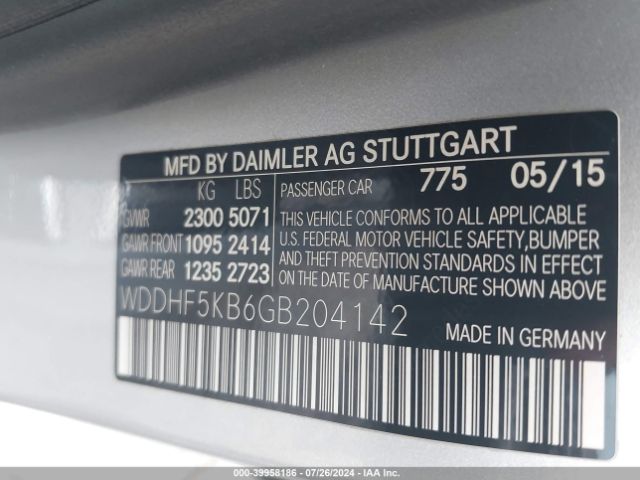 MFD BY DAIMLER AG STUTTGART
KG LBS
GVWR 2300 5071
GAWR FRONT 1095 2414
GAWR REAR 1235 2723
PASSENGER CAR 775 05/15
THIS VEHICLE CONFORMS TO ALL APPLICABLE
U.S. FEDERAL MOTOR VEHICLE SAFETY,BUMPER
AND THEFT PREVENTION STANDARDS IN EFFECT
ON THE DATE OF MANUFACTURE SHOWN ABOVE.
WDDHF5KB6GB204142
MADE IN GERMANY
000-39958186 - 07/26/2024 - IAA, Inc.